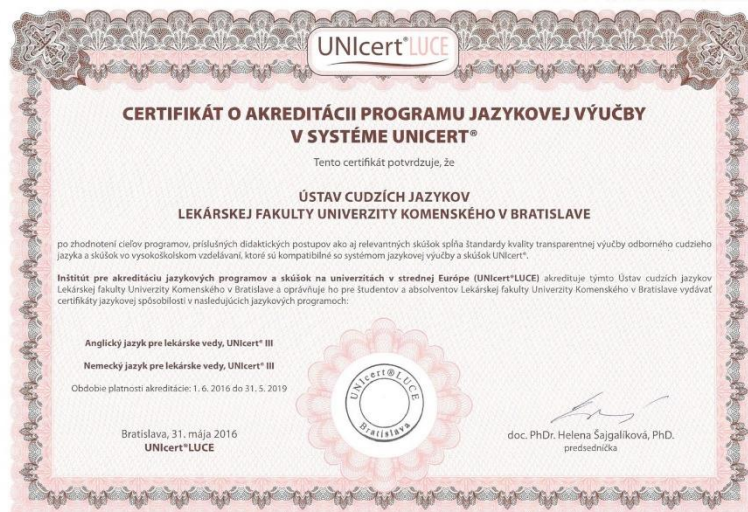 UNIcert®LUCE
CERTIFIKÁT O AKREDITÁCII PROGRAMU JAZYKOVEJ VÝUČBY
V SYSTÉME UNICERT®
Tento certifikát potvrdzuje, že
ÚSTAV CUDZÍCH JAZYKOV
LEKÁRSKEJ FAKULTY UNIVERZITY KOMENSKÉHO V BRATISLAVE
po zhodnotení cieľov programov, príslušných didaktických postupov ako aj relevantných skúšok spĺňa štandardy kvality transparentnej výučby odborného cudzieho
jazyka a skúšok vo vysokoškolskom vzdelávaní, ktoré sú kompatibilné so systémom jazykovej výučby a skúšok UNIcert®.
Inštitút pre akreditáciu jazykových programov a skúšok na univerzitách v strednej Európe (UNIcert®LUCE) akredituje týmto Ústav cudzích jazykov
Lekárskej fakulty Univerzity Komenského v Bratislave a oprávňuje ho pre študentov a absolventov Lekárskej fakulty Univerzity Komenského v Bratislave vydávať
certifikáty jazykovej spôsobilosti v nasledujúcich jazykových programoch:
Anglický jazyk pre lekárske vedy, UNIcert® III
Nemecký jazyk pre lekárske vedy, UNIcert® III
Obdobie platnosti akreditácie: 1. 6. 2016 do 31. 5. 2019
UNIcert®LUCE
Bratislava
Bratislava, 31. mája 2016
UNIcert®LUCE
doc. PhDr. Helena Šajgalíková, PhD.
predsedníčka